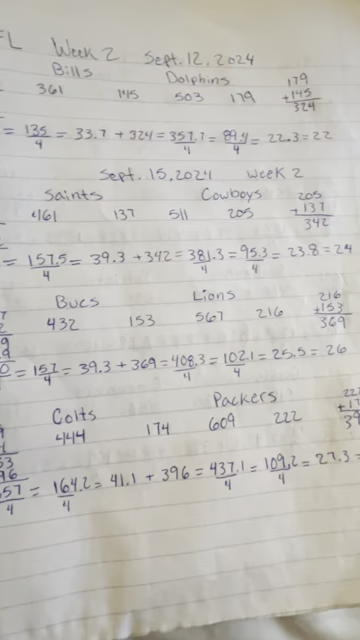 FL Week 2 Sept. 12, 2024
Bills Dolphins 179
361 145 503 179 +145
324
= 135/4 = 33.7 + 324 = 357.7/4 = 89.4/4 = 22.3 = 22
Sept. 15, 2024 Week 2
Saints Cowboys 205
461 137 511 205 +137
342
= 157.5/4 = 39.3 + 342 = 381.3/4 = 95.3/4 = 23.8 = 24
Bucs Lions 216
432 153 567 216 +153
369
= 157/4 = 39.3 + 369 = 408.3/4 = 102.1/4 = 25.5 = 26
Colts Packers 22
444 174 609 222 +17
39
57/4 = 164.2/4 = 41.1 + 396 = 437.1/4 = 109.2/4 = 27.3 =